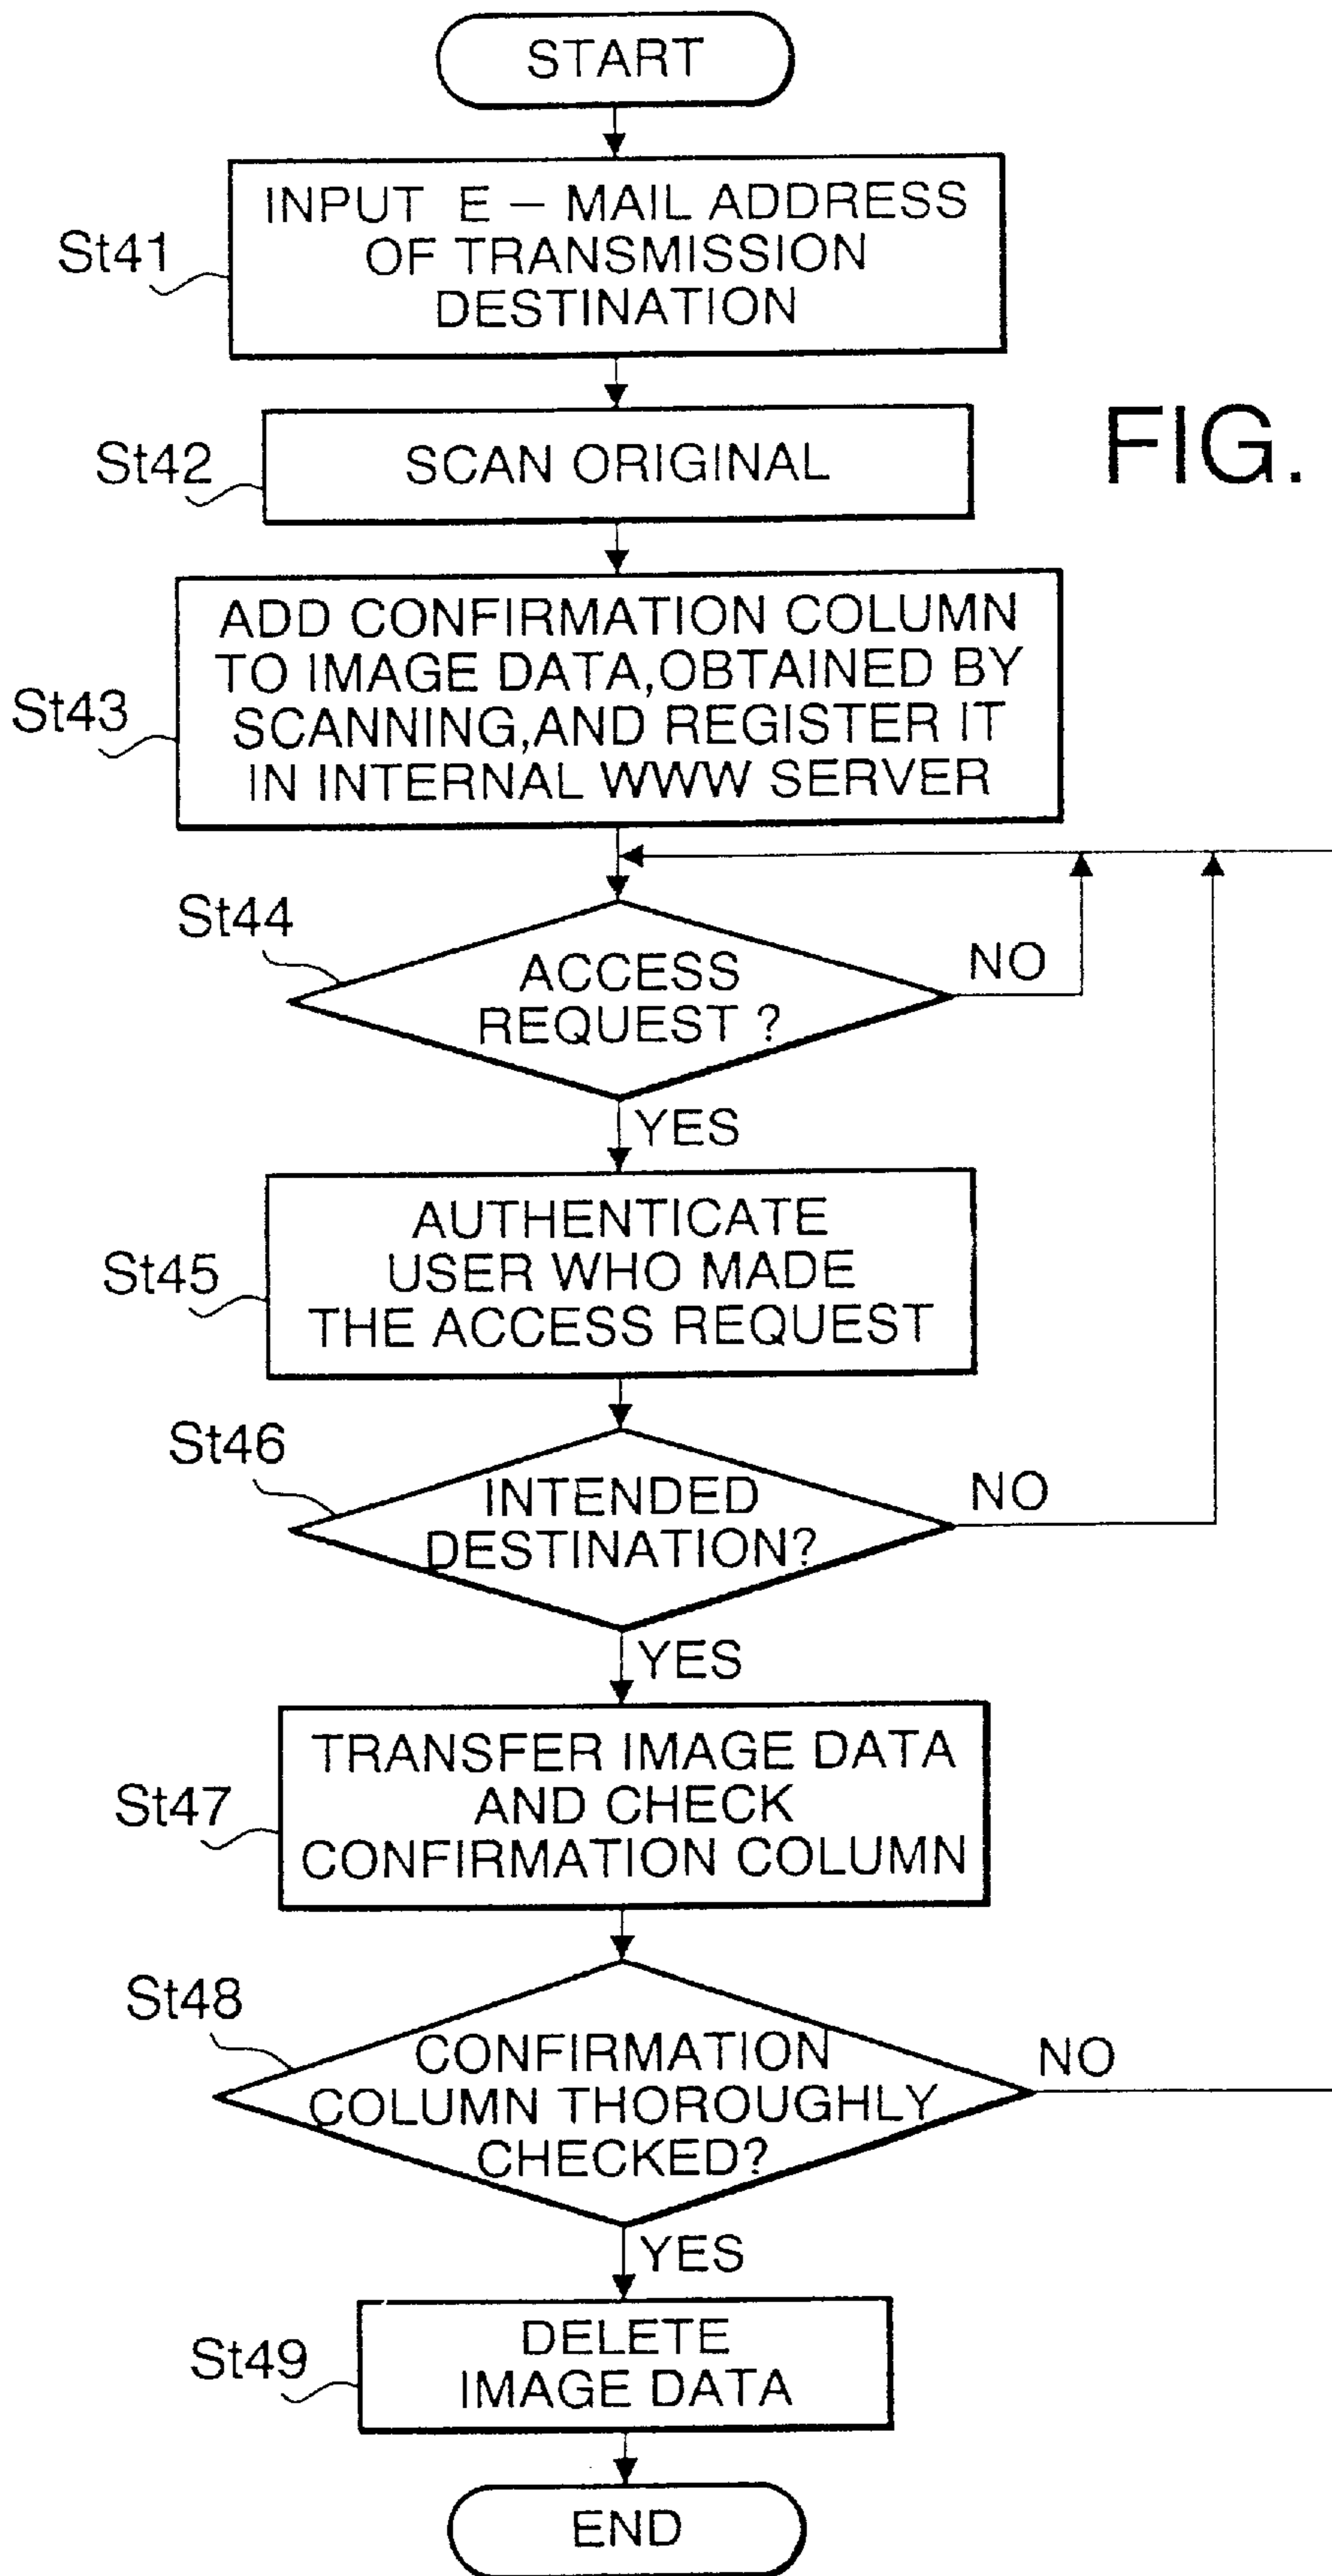 START
St41
INPUT E – MAIL ADDRESS
OF TRANSMISSION
DESTINATION
St42
SCAN ORIGINAL
FIG.
St43
ADD CONFIRMATION COLUMN
TO IMAGE DATA,OBTAINED BY
SCANNING,AND REGISTER IT
IN INTERNAL WWW SERVER
St44
ACCESS
REQUEST ?
NO
YES
St45
AUTHENTICATE
USER WHO MADE
THE ACCESS REQUEST
St46
INTENDED
DESTINATION?
NO
YES
St47
TRANSFER IMAGE DATA
AND CHECK
CONFIRMATION COLUMN
St48
CONFIRMATION
COLUMN THOROUGHLY
CHECKED?
NO
YES
St49
DELETE
IMAGE DATA
END